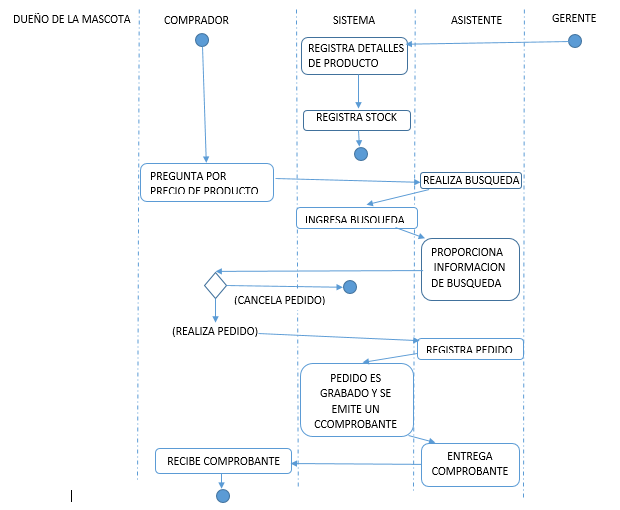 DUEÑO DE LA MASCOTA
COMPRADOR
SISTEMA
ASISTENTE
GERENTE
REGISTRA DETALLES
DE PRODUCTO
REGISTRA STOCK
PREGUNTA POR
PRECIO DE PRODUCTO
REALIZA BUSQUEDA
INGRESA BUSQUEDA
PROPORCIONA
INFORMACION
DE BUSQUEDA
(CANCELA PEDIDO)
(REALIZA PEDIDO)
REGISTRA PEDIDO
PEDIDO ES
GRABADO Y SE
EMITE UN
CCOMPROBANTE
ENTREGA
COMPROBANTE
RECIBE COMPROBANTE